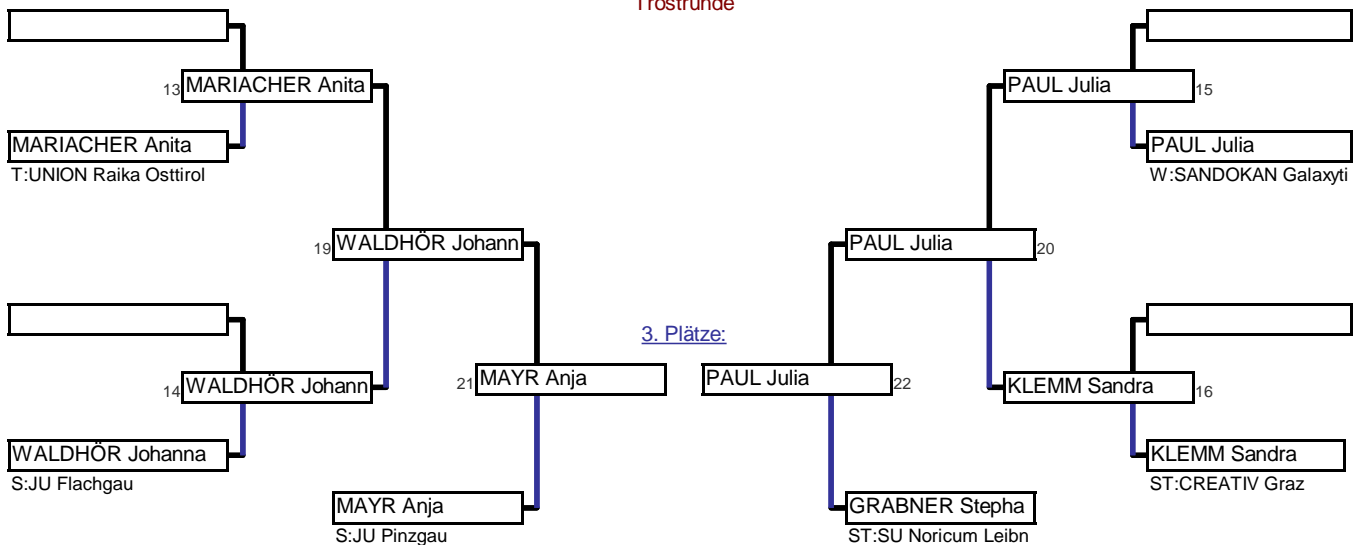 Trostrunde
13 MARIACHER Anita
PAUL Julia 15
MARIACHER Anita
T:UNION Raika Osttirol
PAUL Julia
W:SANDOKAN Galaxyti
19 WALDHÖR Johann
PAUL Julia 20
3. Plätze:
14 WALDHÖR Johann
21 MAYR Anja
PAUL Julia 22
KLEMM Sandra 16
WALDHÖR Johanna
S:JU Flachgau
KLEMM Sandra
ST:CREATIV Graz
MAYR Anja
S:JU Pinzgau
GRABNER Stepha
ST:SU Noricum Leibn